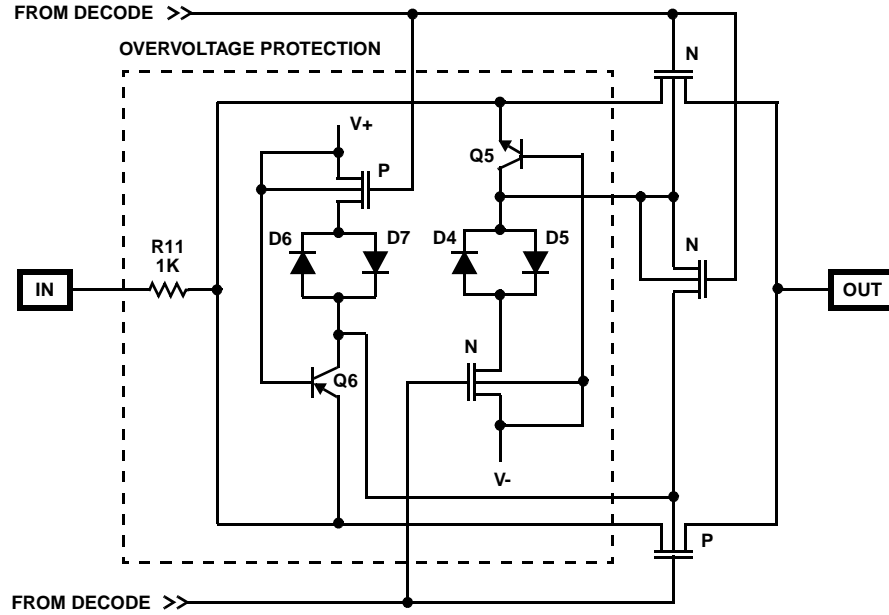 FROM DECODE
OVERVOLTAGE PROTECTION
N
V+
P
Q5
D6
D7
D4
D5
N
R11
1K
IN
OUT
N
Q6
V-
P
FROM DECODE